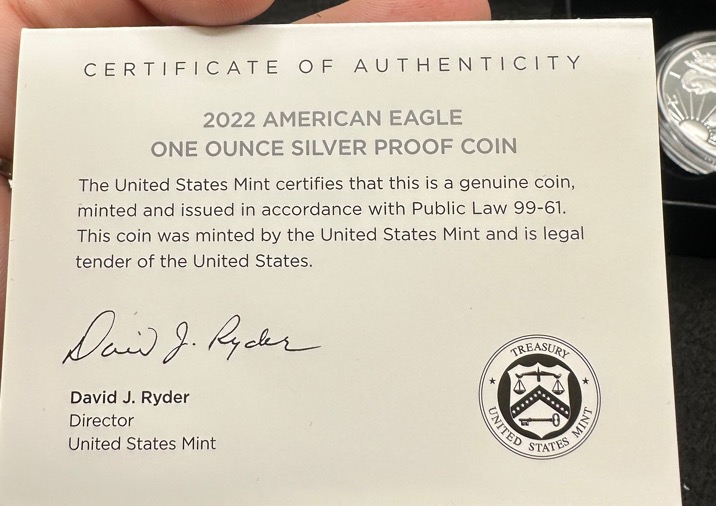 CERTIFICATE OF AUTHENTICITY
2022 AMERICAN EAGLE
ONE OUNCE SILVER PROOF COIN
The United States Mint certifies that this is a genuine coin,
minted and issued in accordance with Public Law 99-61.
This coin was minted by the United States Mint and is legal
tender of the United States.
David J. Ryder
David J. Ryder
Director
United States Mint
TREASURY
UNITED STATES MINT